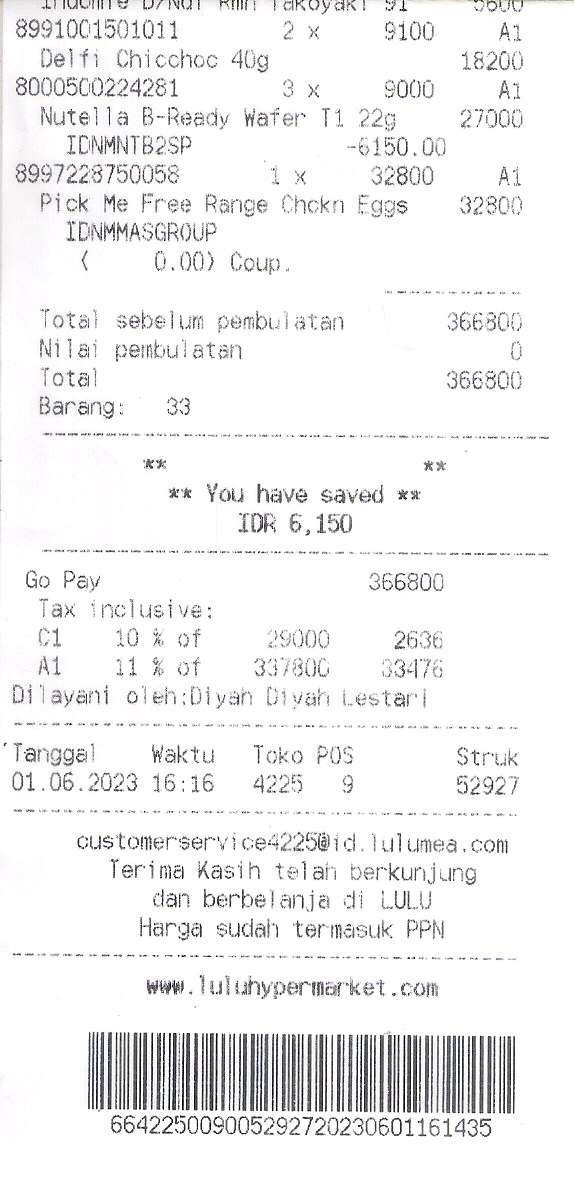 Takoyaki 91 5600
8991001501011 2 x 9100 A1
Delfi Chicchoc 40g 18200
8000500224281 3 x 9000 A1
Nutella B-Ready Wafer T1 22g 27000
IDNMNTB2SP -6150.00
8997228750058 1 x 32800 A1
Pick Me Free Range Chckn Eggs 32800
IDNMMASGROUP
( 0.00) Coup.
Total sebelum pembulatan 366800
Nilai pembulatan 0
Total 366800
Barang: 33
** **
** You have saved **
IDR 6,150
Go Pay 366800
Tax inclusive:
C1 10 % of 29000 2636
A1 11 % of 337800 33476
Dilayani oleh:Diyah Diyah Lestari
Tanggal Waktu Toko POS Struk
01.06.2023 16:16 4225 9 52927
customerservice4225@id.lulumea.com
Terima Kasih telah berkunjung
dan berbelanja di LULU
Harga sudah termasuk PPN
www.luluhypermarket.com
664225009005292720230601161435